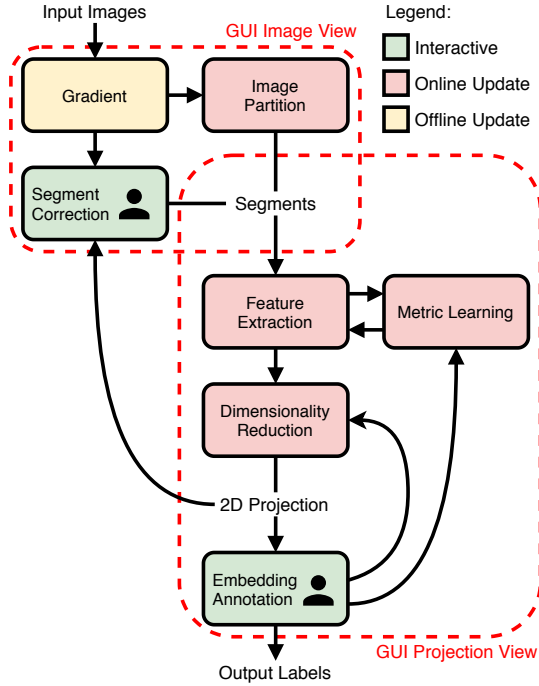 Input Images
Legend:
GUI Image View
Interactive
Online Update
Offline Update
Gradient
Image
Partition
Segment
Correction
Segments
Feature
Extraction
Metric Learning
Dimensionality
Reduction
2D Projection
Embedding
Annotation
GUI Projection View
Output Labels